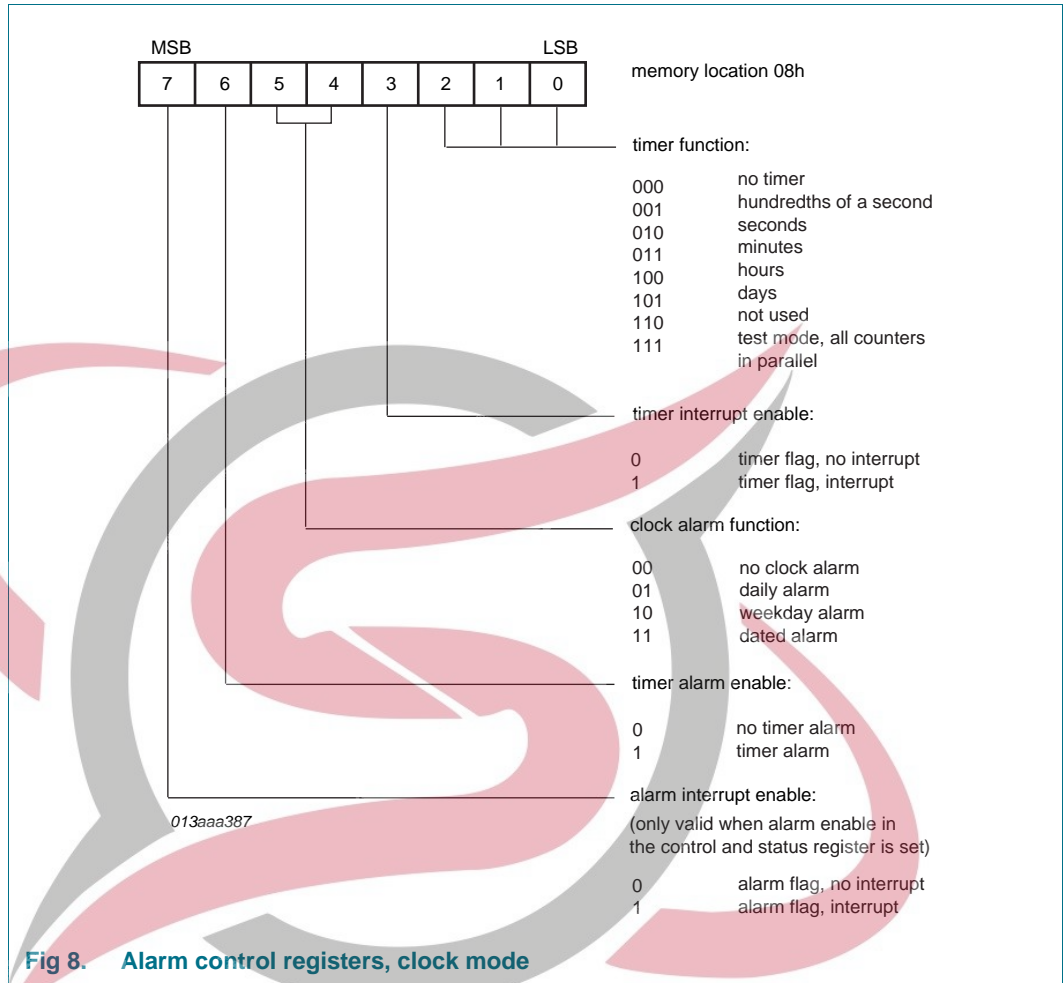 MSB LSB
7 6 5 4 3 2 1 0
memory location 08h
timer function:
000 no timer
001 hundredths of a second
010 seconds
011 minutes
100 hours
101 days
110 not used
111 test mode, all counters
in parallel
timer interrupt enable:
0 timer flag, no interrupt
1 timer flag, interrupt
clock alarm function:
00 no clock alarm
01 daily alarm
10 weekday alarm
11 dated alarm
timer alarm enable:
0 no timer alarm
1 timer alarm
alarm interrupt enable:
(only valid when alarm enable in
the control and status register is set)
0 alarm flag, no interrupt
1 alarm flag, interrupt
013aaa387
Fig 8. Alarm control registers, clock mode